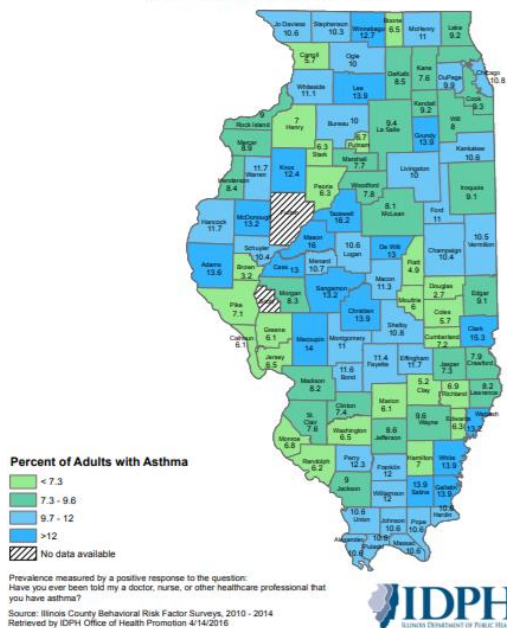 Jo Daviess
10.6
Stephenson
10.3
Winnebago
12.7
Boone
6.5
McHenry
11
Lake
9.2
Carroll
5.7
Ogle
10
DeKalb
8.5
Kane
7.6
DuPage
9.9
Chicago
10.8
Cook
9.3
Whiteside
11.1
Lee
13.9
Kendall
9.2
Will
8
Rock Island
9
Henry
7
Bureau 10
La Salle
9.4
Grundy
13.9
Kankakee
10.6
Mercer
8.9
Stark
6.3
Putnam
6.7
Marshall
7.7
Livingston
10
Henderson
8.4
Warren
11.7
Knox
12.4
Peoria
6.3
Woodford
7.8
Iroquois
9.1
Hancock
11.7
McDonough
13.2
Fulton
Tazewell
16.2
McLean
8.1
Ford
11
Schuyler
10.4
Mason
16
Logan
10.6
De Witt
13
Champaign
10.4
Vermilion
10.5
Adams
13.6
Brown
3.2
Cass 13
Menard
10.7
Piatt
4.9
Macon
11.3
Morgan
8.3
Sangamon
13.2
Douglas
2.7
Edgar
9.1
Pike
7.1
Christian
13.9
Moultrie
6
Coles
5.7
Greene
6.1
Macoupin
14
Shelby
10.8
Cumberland
7.2
Clark
15.3
Calhoun
6.1
Jersey
6.5
Montgomery
11
Fayette
11.4
Effingham
11.7
Jasper
7.3
Crawford
7.9
Madison
8.2
Bond
11.6
Clay
5.2
Richland
6.9
Lawrence
8.2
Clinton
7.4
Marion
6.1
St.
Clair
7.6
Washington
6.5
Jefferson
8.6
Wayne
9.6
Edwards
6.3
Wabash
Monroe
6.8
Randolph
6.2
Perry
12.3
Hamilton
7
White
13.9
Franklin
12
Jackson
9
Williamson
12
Saline
13.9
Gallatin
13.9
Union
10.6
Johnson
10.6
Pope
10.6
Hardin
10.6
Alexander
10.6
Pulaski
10.6
Massac
10.6
Percent of Adults with Asthma
< 7.3
7.3 - 9.6
9.7 - 12
>12
No data available
Prevalence measured by a positive response to the question:
Have you ever been told my a doctor, nurse, or other healthcare professional that
you have asthma?
Source: Illinois County Behavioral Risk Factor Surveys, 2010 - 2014
Retrieved by IDPH Office of Health Promotion 4/14/2016
IDPH
ILLINOIS DEPARTMENT OF PUBLIC